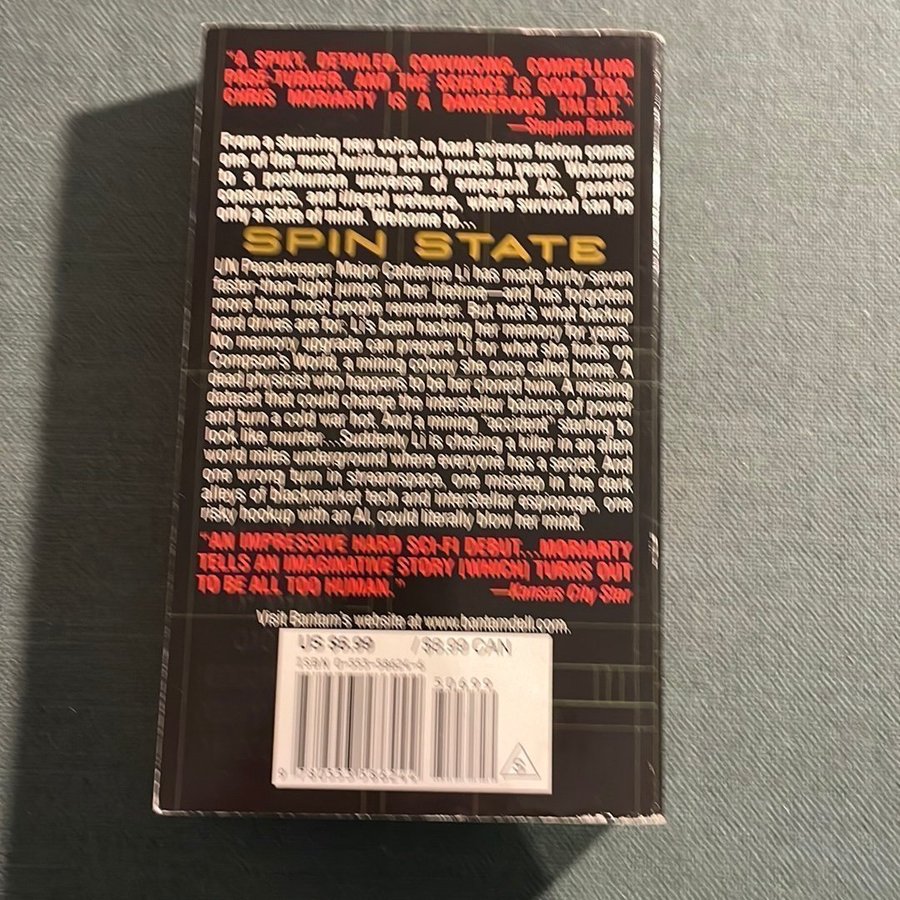 "A SPIKY, DETAILED, CONVINCING, COMPELLING
PAGE-TURNER, AND THE SCIENCE IS GOOD TOO.
CHRIS MORIARTY IS A DANGEROUS TALENT."
—Stephen Baxter
From a stunning new voice in hard science fiction comes
one of the most thrilling debut novels in years. Welcome
to a posthuman universe of emergent AIs, genetic
constructs, and illegal wetware, where survival can be
only a state of mind. Welcome to...
SPIN STATE
UN Peacekeeper Major Catherine Li has made thirty-seven
faster-than-light jumps in her lifetime—and has forgotten
more than most people remember. But that's what backup
hard drives are for. Li's been hacking her memory for years.
No memory upgrade can prepare Li for what she finds on
Compson's World, a mining colony she once called home. A
dead physicist who happens to be her cloned twin. A missing
dataset that could change the interstellar balance of power
and turn a cold war hot. And a mining "accident" starting to
look like murder...Suddenly Li is chasing a killer in an alien
world miles underground where everyone has a secret. And
one wrong turn in streamspace, one misstep in the dark
alleys of blackmarket tech and interstellar espionage, one
risky hookup with an AI, could literally blow her mind.
"AN IMPRESSIVE HARD SCI-FI DEBUT...MORIARTY
TELLS AN IMAGINATIVE STORY [WHICH] TURNS OUT
TO BE ALL TOO HUMAN."
—Kansas City Star
Visit Bantam's website at www.bantamdell.com.
US $6.99 /$9.99 CAN
ISBN 0-553-58624-6
50699
9 780553 586244
S